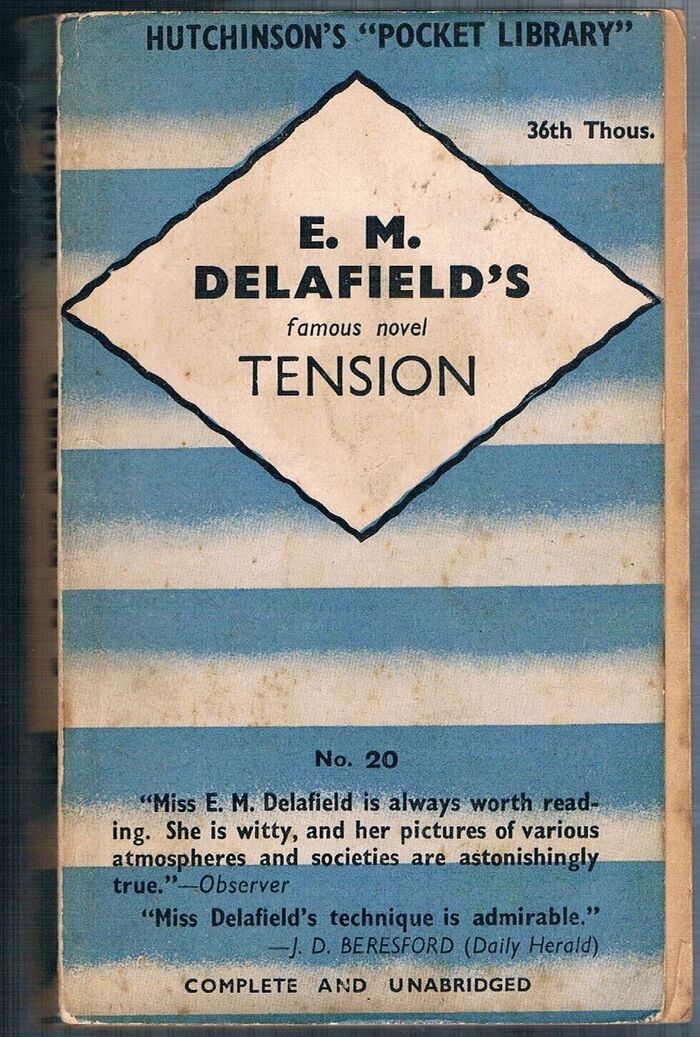 HUTCHINSON'S "POCKET LIBRARY"
36th Thous.
E. M.
DELAFIELD'S
famous novel
TENSION
No. 20
"Miss E. M. Delafield is always worth read-
ing. She is witty, and her pictures of various
atmospheres and societies are astonishingly
true."—Observer
"Miss Delafield's technique is admirable."
—J. D. BERESFORD (Daily Herald)
COMPLETE AND UNABRIDGED